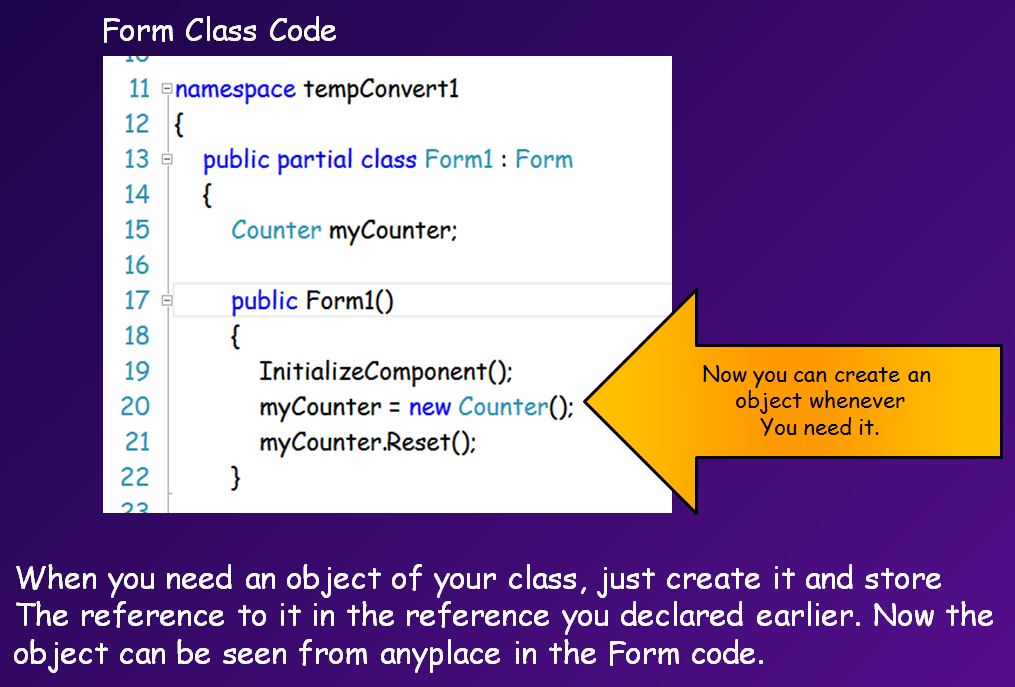 Form Class Code
11 namespace tempConvert1
12 {
13 public partial class Form1 : Form
14 {
15 Counter myCounter;
16
17 public Form1()
18 {
19 InitializeComponent();
20 myCounter = new Counter();
21 myCounter.Reset();
22 }
Now you can create an
object whenever
You need it.
When you need an object of your class, just create it and store
The reference to it in the reference you declared earlier. Now the
object can be seen from anyplace in the Form code.